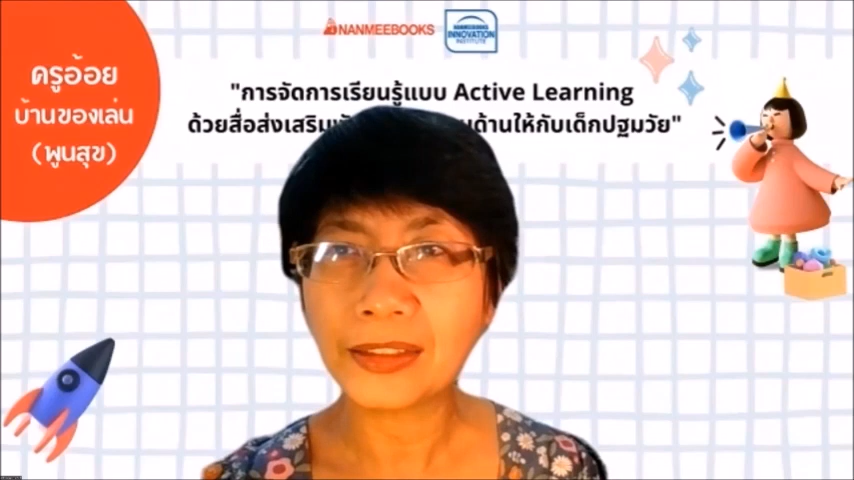 NANMEEBOOKS
NANMEEBOOKS
INNOVATION
INSTITUTE
ครูอ้อย
บ้านของเล่น
(พูนสุข)
"การจัดการเรียนรู้แบบ Active Learning
ด้วยสื่อส่งเสริม ด้านให้กับเด็กปฐมวัย"